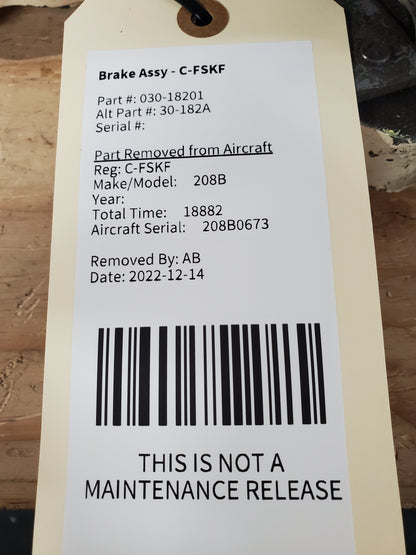 Brake Assy - C-FSKF
Part #: 030-18201
Alt Part #: 30-182A
Serial #:
Part Removed from Aircraft
Reg: C-FSKF
Make/Model: 208B
Year:
Total Time: 18882
Aircraft Serial: 208B0673
Removed By: AB
Date: 2022-12-14
THIS IS NOT A
MAINTENANCE RELEASE